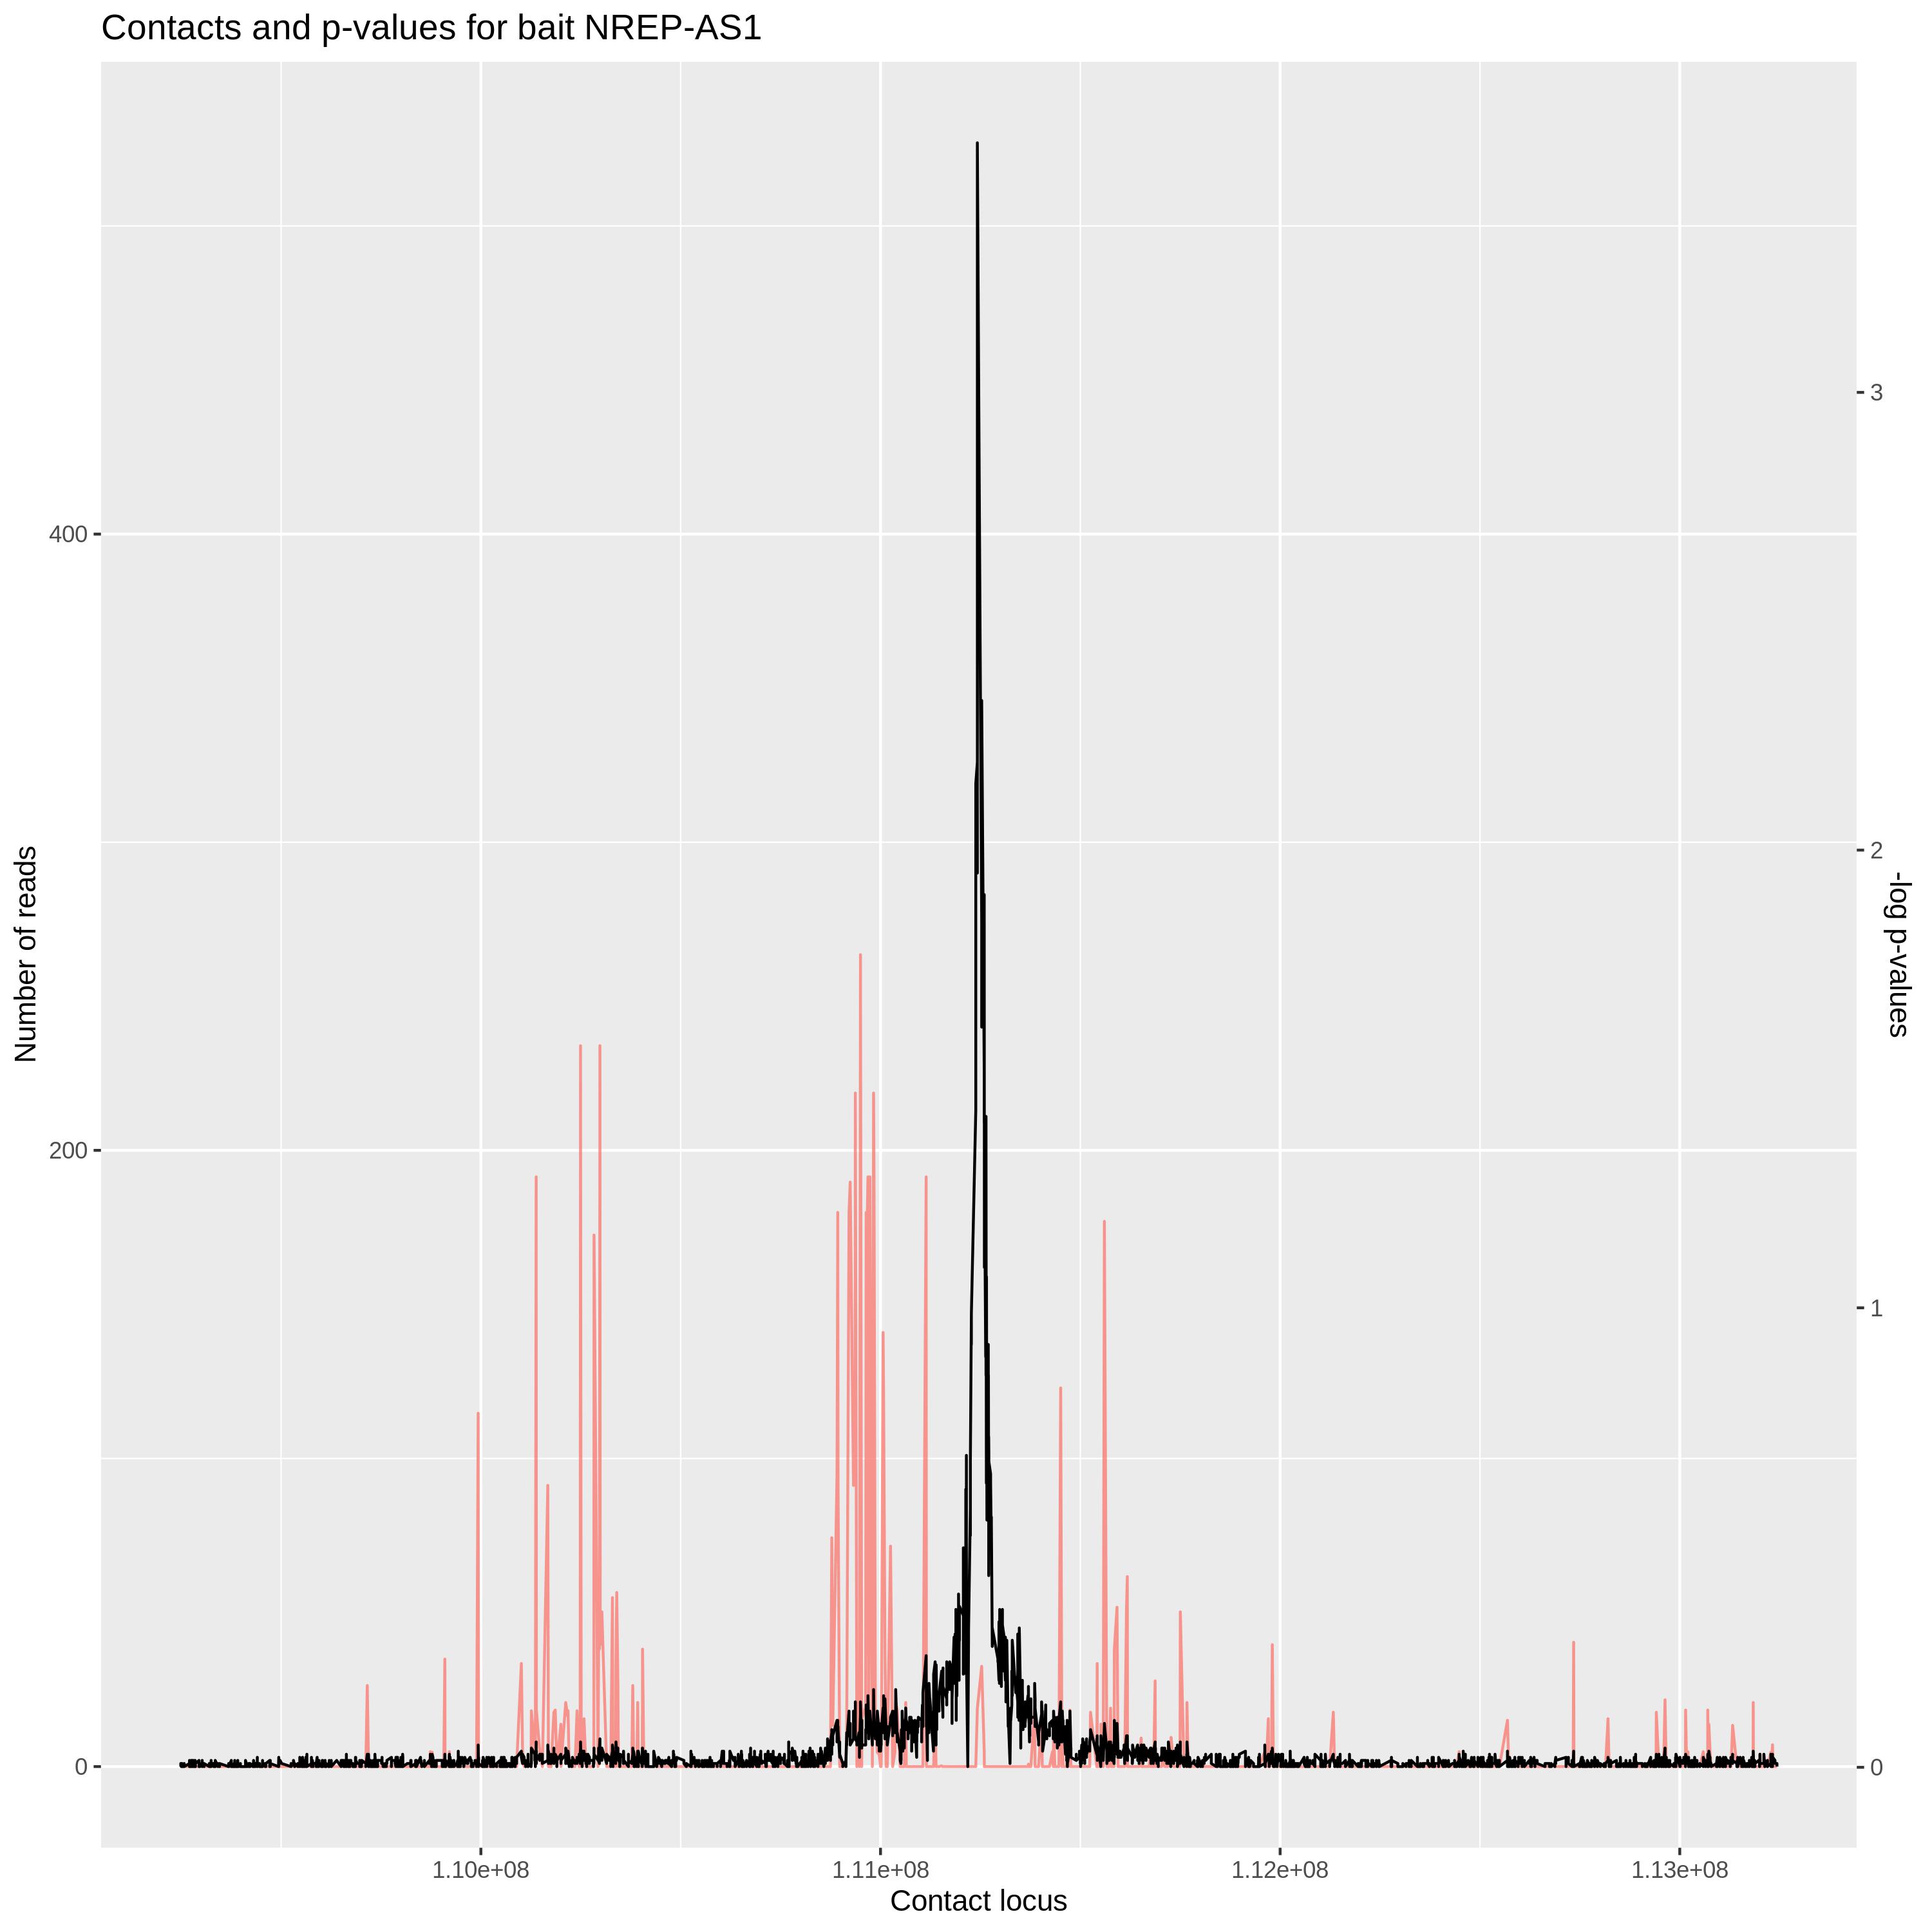 Contacts and p-values for bait NREP-AS1
Number of reads
400
200
0
3
2
1
0
-log p-values
1.10e+08
1.11e+08
1.12e+08
1.13e+08
Contact locus